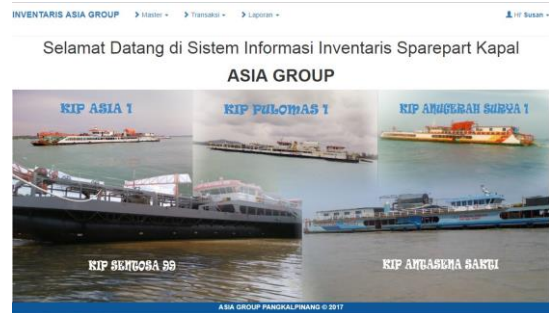 INVENTARIS ASIA GROUP Master Transaksi Laporan Hi! Susan
Selamat Datang di Sistem Informasi Inventaris Sparepart Kapal
ASIA GROUP
KIP ASIA 1 KIP PULOMAS 1 KIP ANUGERAH SURYA 1
KIP SENTOSA 99 KIP ANTASENA SAKTI
ASIA GROUP PANGKALPINANG © 2017